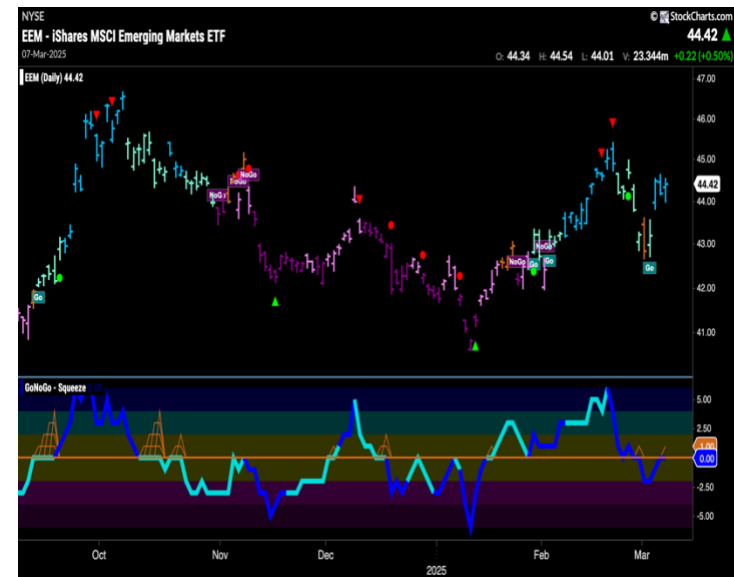 NYSE
© StockCharts.com
EEM - iShares MSCI Emerging Markets ETF
44.42
07-Mar-2025
O: 44.34 H: 44.54 L: 44.01 V: 23.344m +0.22 (+0.50%)
EEM (Daily) 44.42
47.00
46.00
45.00
44.42
44.00
43.00
42.00
41.00
NoGo
NoGo
NoGo
NoGo
NoGo
Go
Go
Go
Go
GoNoGo - Squeeze
5.00
2.50
1.00
0.00
-2.50
-5.00
Oct
Nov
Dec
2025
Feb
Mar